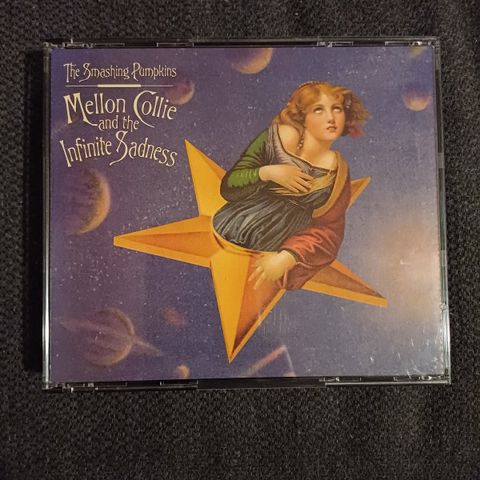 The Smashing Pumpkins
Mellon Collie
and the
Infinite Sadness